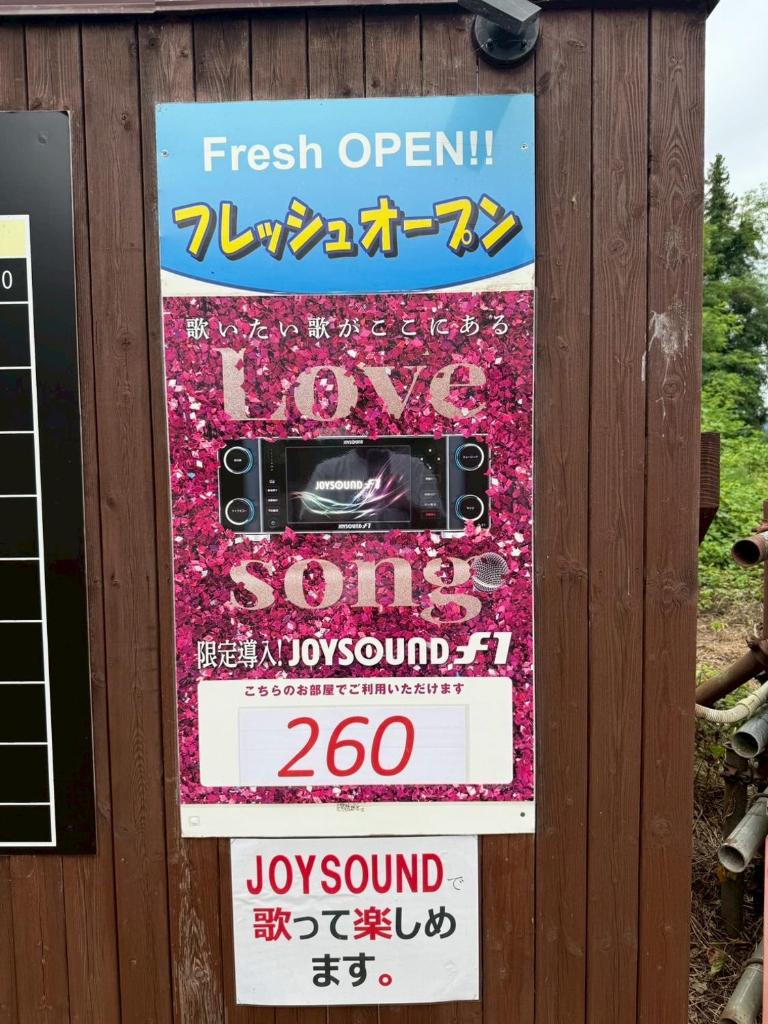 Fresh OPEN!!
フレッシュオープン
0
歌いたい歌がここにある
Love
JOYSOUND
JOYSOUND f1
JOYSOUND f1
song
限定導入! JOYSOUND f1
こちらのお部屋でご利用いただけます
260
JOYSOUNDで
歌って楽しめ
ます。